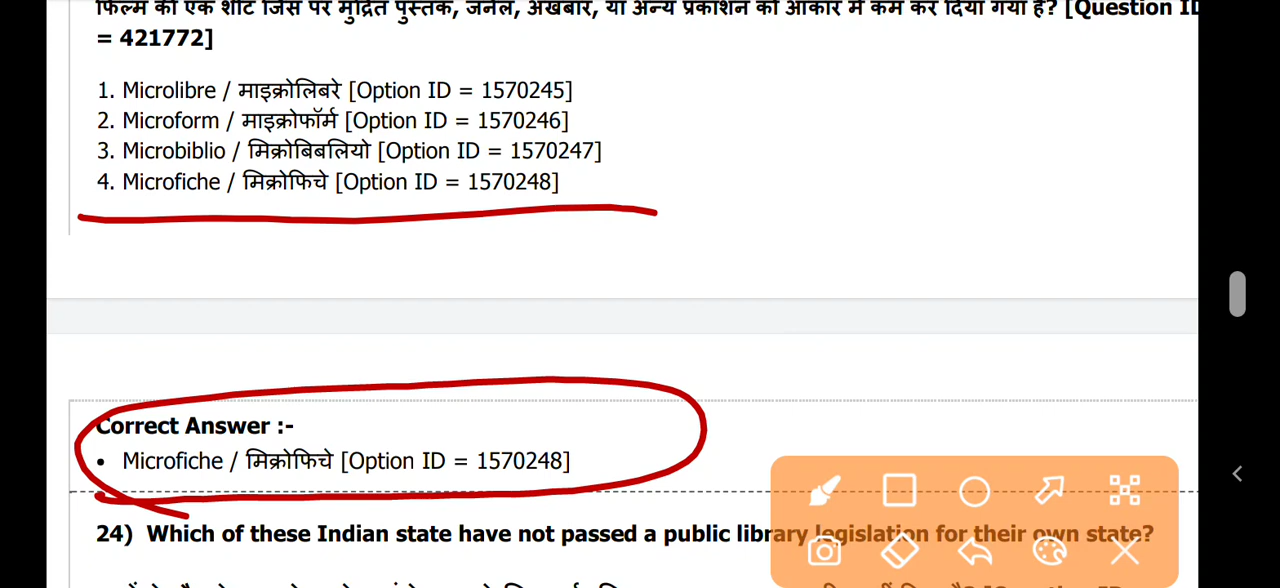 फिल्म की एक शीट जिस पर मुद्रित पुस्तक, जर्नल, अखबार, या अन्य प्रकाशन को आकार में कम कर दिया गया है? [Question ID
= 421772]
1. Microlibre / माइक्रोलिबरे [Option ID = 1570245]
2. Microform / माइक्रोफॉर्म [Option ID = 1570246]
3. Microbiblio / मिक्रोबिबलियो [Option ID = 1570247]
4. Microfiche / मिक्रोफिचे [Option ID = 1570248]
Correct Answer :-
• Microfiche / मिक्रोफिचे [Option ID = 1570248]
24) Which of these Indian state have not passed a public library legislation for their own state?